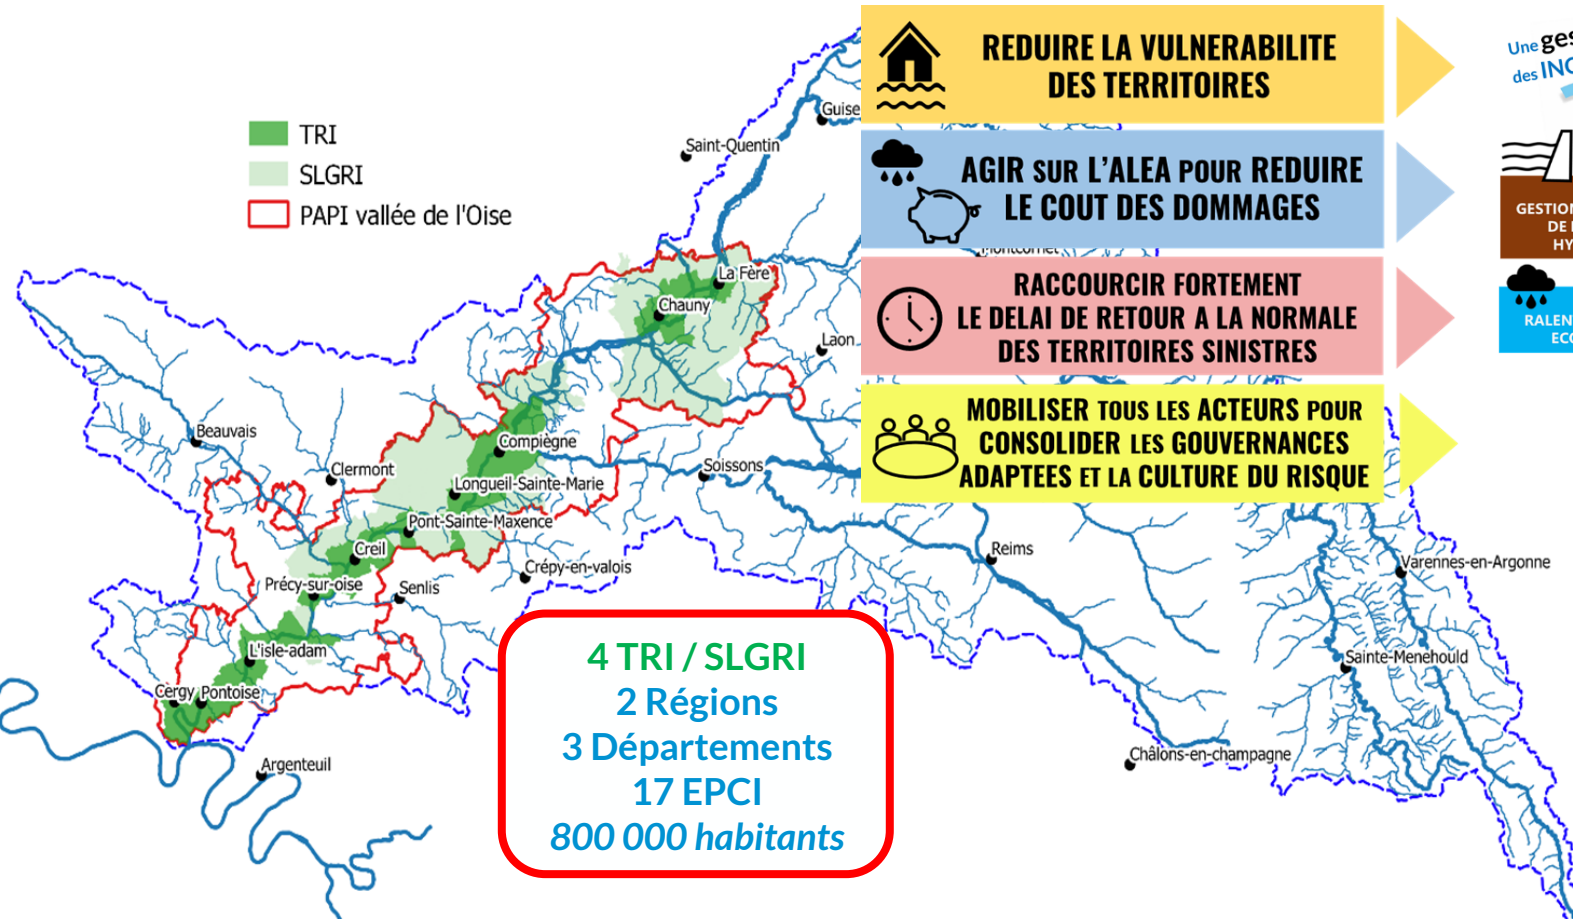 TRI
SLGRI
PAPI vallée de l'Oise
REDUIRE LA VULNERABILITE
DES TERRITOIRES
AGIR SUR L'ALEA POUR REDUIRE
LE COUT DES DOMMAGES
RACCOURCIR FORTEMENT
LE DELAI DE RETOUR A LA NORMALE
DES TERRITOIRES SINISTRES
MOBILISER TOUS LES ACTEURS POUR
CONSOLIDER LES GOUVERNANCES
ADAPTEES ET LA CULTURE DU RISQUE
Une
des
GESTION
DE
Guise
Saint-Quentin
Montcornet
La Fère
Chauny
Laon
Beauvais
Compiègne
Clermont
Soissons
Longueil-Sainte-Marie
Pont-Sainte-Maxence
Creil
Reims
Varennes-en-Argonne
Crépy-en-valois
Précy-sur-oise
Senlis
L'isle-adam
Sainte-Menehould
Cergy Pontoise
Châlons-en-champagne
Argenteuil
4 TRI / SLGRI
2 Régions
3 Départements
17 EPCI
800 000 habitants